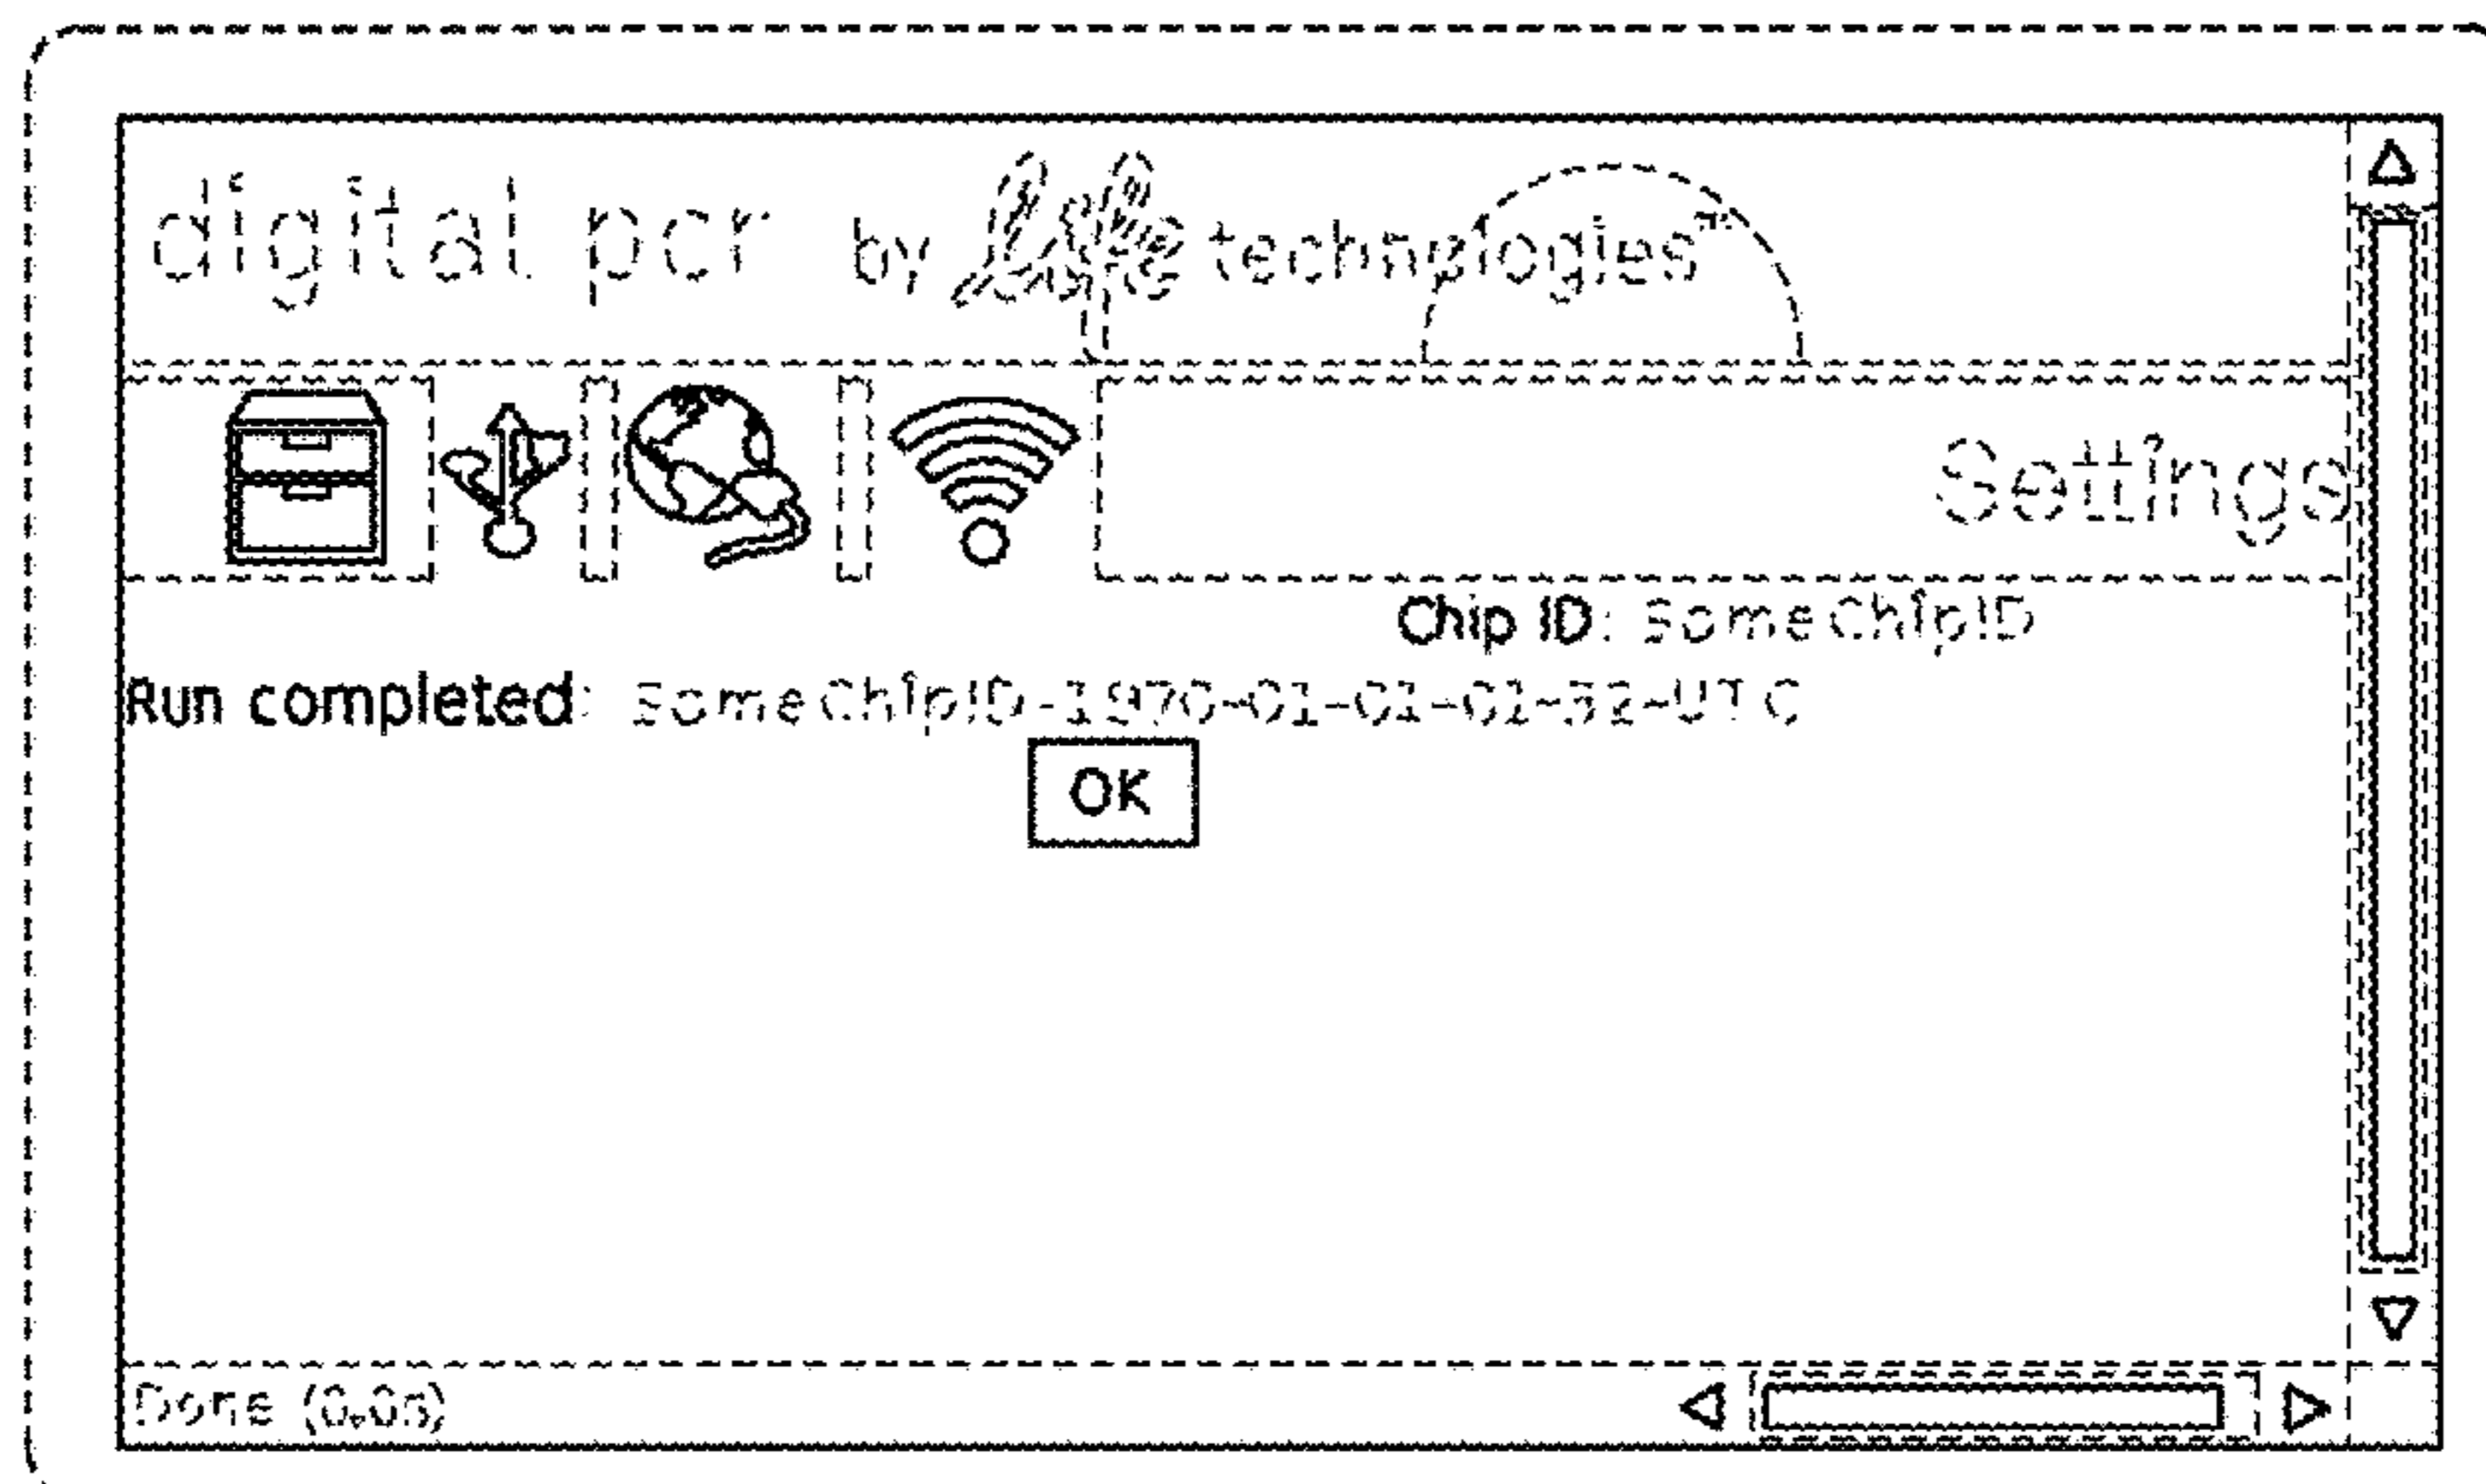 digital pcr by life technologies™
Settings
Chip ID: SomeChipID
Run completed: SomeChipID-1970-01-01-01-32-UTC
OK
Done (0.0s)